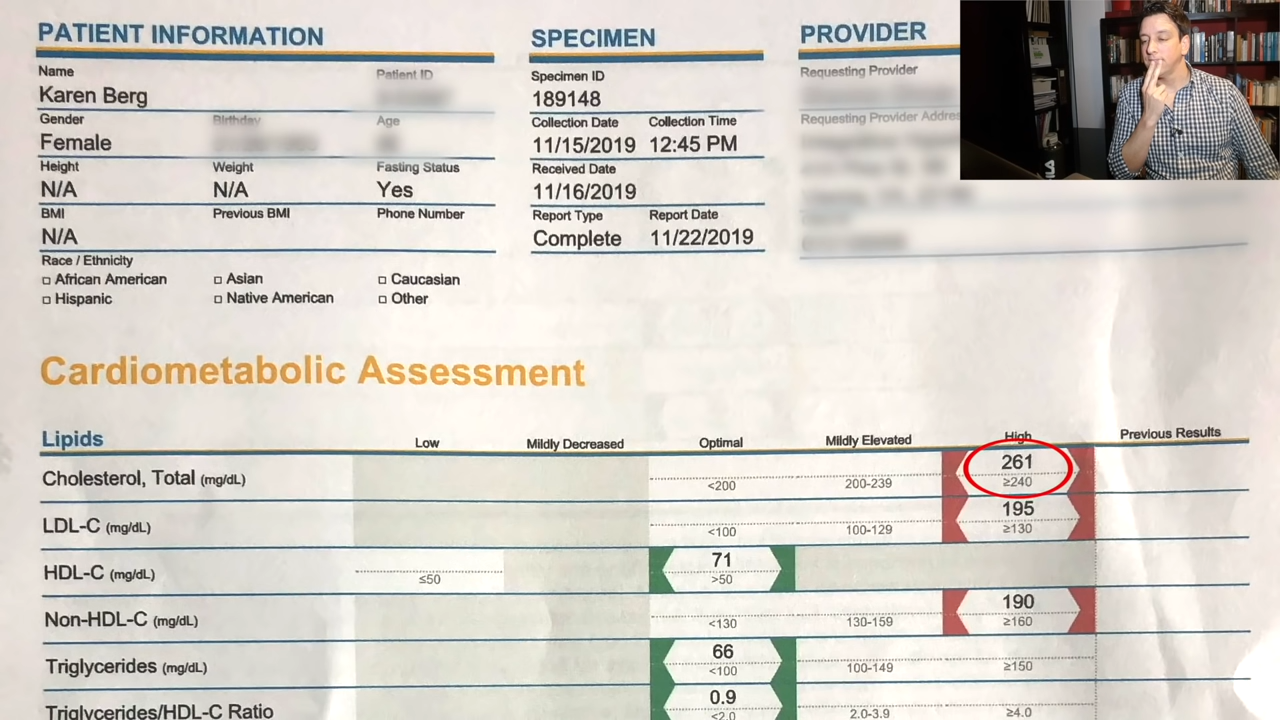 PATIENT INFORMATION
Name
Patient ID
Karen Berg
Gender
Birthday
Age
Female
Height
Weight
Fasting Status
N/A
N/A
Yes
BMI
Previous BMI
Phone Number
N/A
Race / Ethnicity
African American
Asian
Caucasian
Hispanic
Native American
Other
SPECIMEN
Specimen ID
189148
Collection Date
Collection Time
11/15/2019
12:45 PM
Received Date
11/16/2019
Report Type
Report Date
Complete
11/22/2019
PROVIDER
Requesting Provider
Requesting Provider Addres
Cardiometabolic Assessment
Lipids
Low
Mildly Decreased
Optimal
Mildly Elevated
High
Previous Results
Cholesterol, Total (mg/dL)
<200
200-239
261
≥240
LDL-C (mg/dL)
<100
100-129
195
≥130
HDL-C (mg/dL)
≤50
71
>50
Non-HDL-C (mg/dL)
<130
130-159
190
≥160
Triglycerides (mg/dL)
66
<100
100-149
≥150
Triglycerides/HDL-C Ratio
0.9
<2.0
2.0-3.9
≥4.0